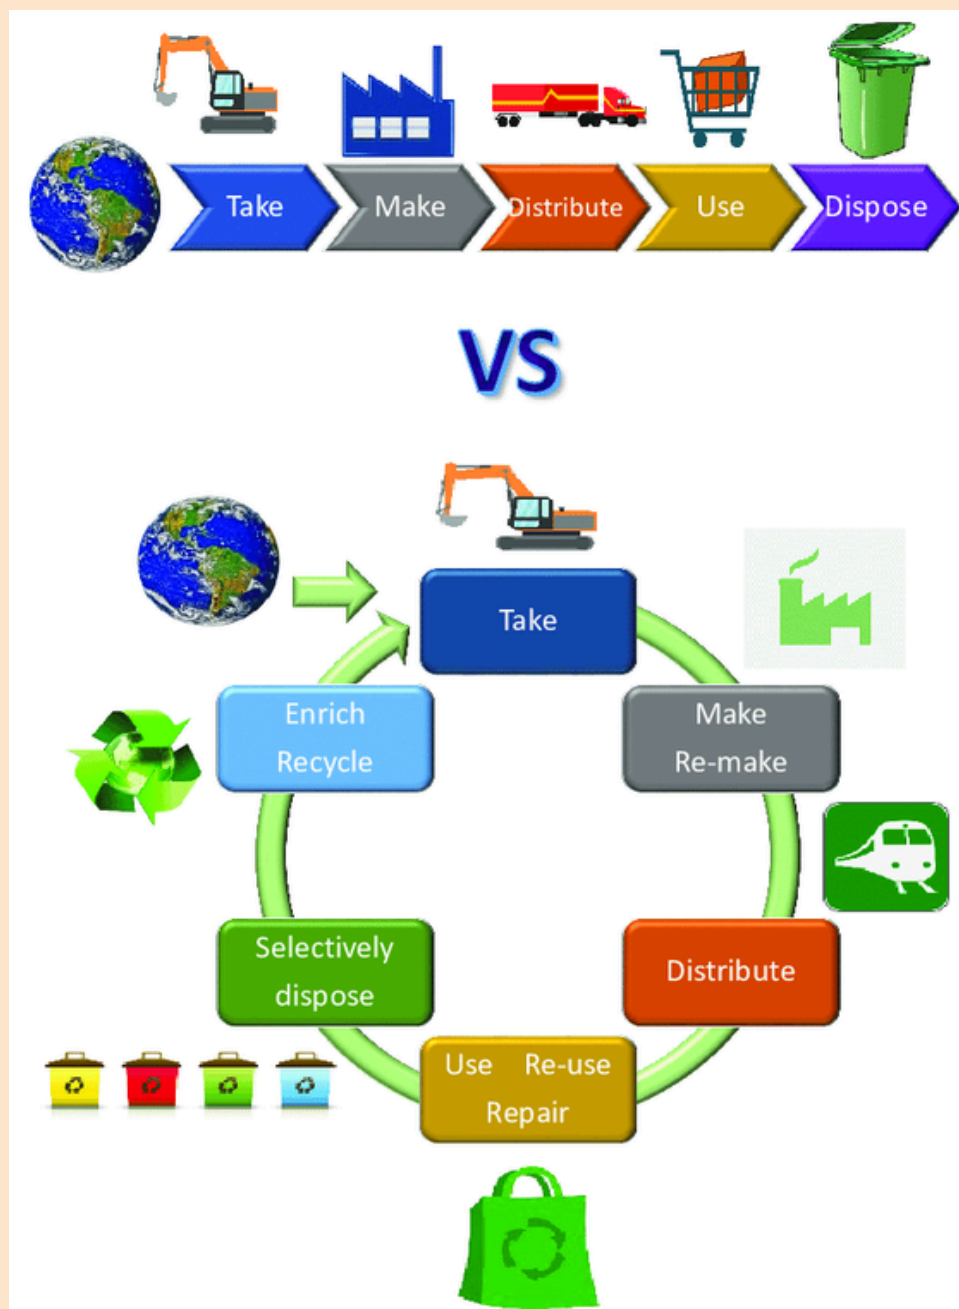 Take
Make
Distribute
Use
Dispose
VS
Take
Enrich
Recycle
Make
Re-make
Selectively
dispose
Distribute
Use Re-use
Repair